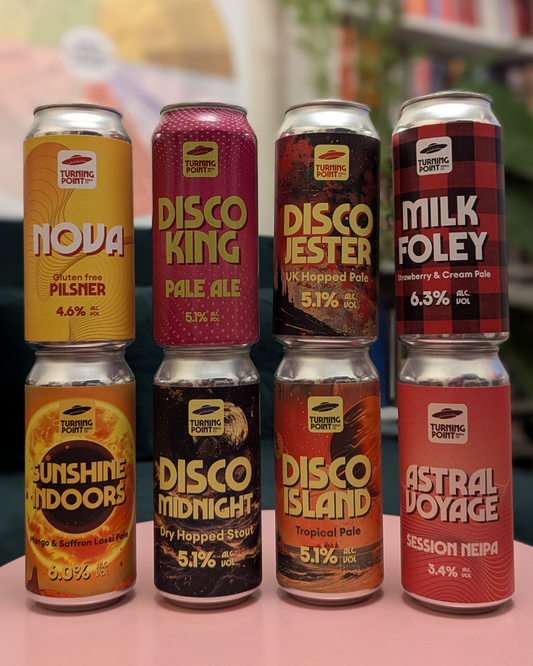 TURNING
POINT
NOVA
Gluten free
PILSNER
4.6% ALC.
VOL
TURNING
POINT
DISCO
KING
PALE ALE
5.1% ALC.
VOL
TURNING
POINT
DISCO
JESTER
UK Hopped Pale
5.1% ALC.
VOL
TURNING
POINT
MILK
FOLEY
Strawberry & Cream Pale
6.3% ALC.
VOL
TURNING
POINT
SUNSHINE
INDOORS
Mango & Saffron Lassi Pale
6.0% ALC.
VOL
TURNING
POINT
DISCO
MIDNIGHT
Dry Hopped Stout
5.1% ALC.
VOL
TURNING
POINT
DISCO
ISLAND
Tropical Pale
5.1% ALC.
VOL
TURNING
POINT
ASTRAL
VOYAGE
SESSION NEIPA
3.4% ALC.
VOL